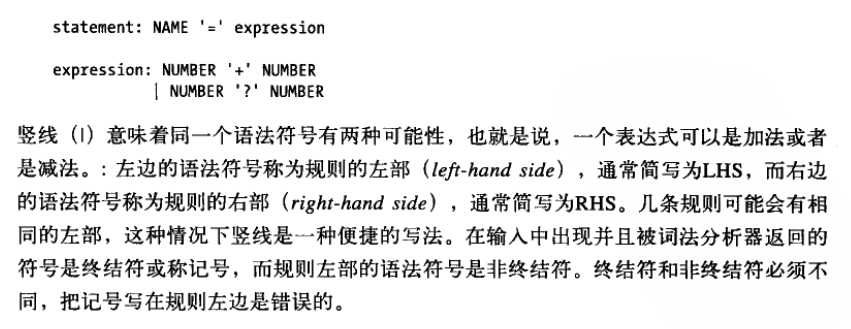 statement: NAME '=' expression
expression: NUMBER '+' NUMBER
| NUMBER '?' NUMBER
竖线（|）意味着同一个语法符号有两种可能性，也就是说，一个表达式可以是加法或者
是减法。: 左边的语法符号称为规则的左部（left-hand side），通常简写为LHS，而右边
的语法符号称为规则的右部（right-hand side），通常简写为RHS。几条规则可能会有相
同的左部，这种情况下竖线是一种便捷的写法。在输入中出现并且被词法分析器返回的
符号是终结符或称记号，而规则左部的语法符号是非终结符。终结符和非终结符必须不
同，把记号写在规则左边是错误的。